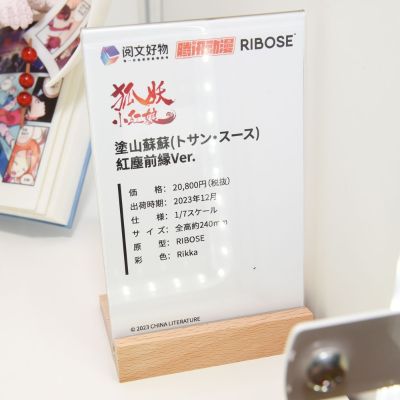 阅文好物
腾讯动漫
RIBOSE
狐妖
小红娘
塗山蘇蘇(トサン・スース)
紅塵前縁Ver.
価　格： 20,800円（税抜）
出荷時期： 2023年12月
仕　様： 1/7スケール
サ イ ズ： 全高約240mm
原　型： RIBOSE
彩　色： Rikka
© 2023 CHINA LITERATURE